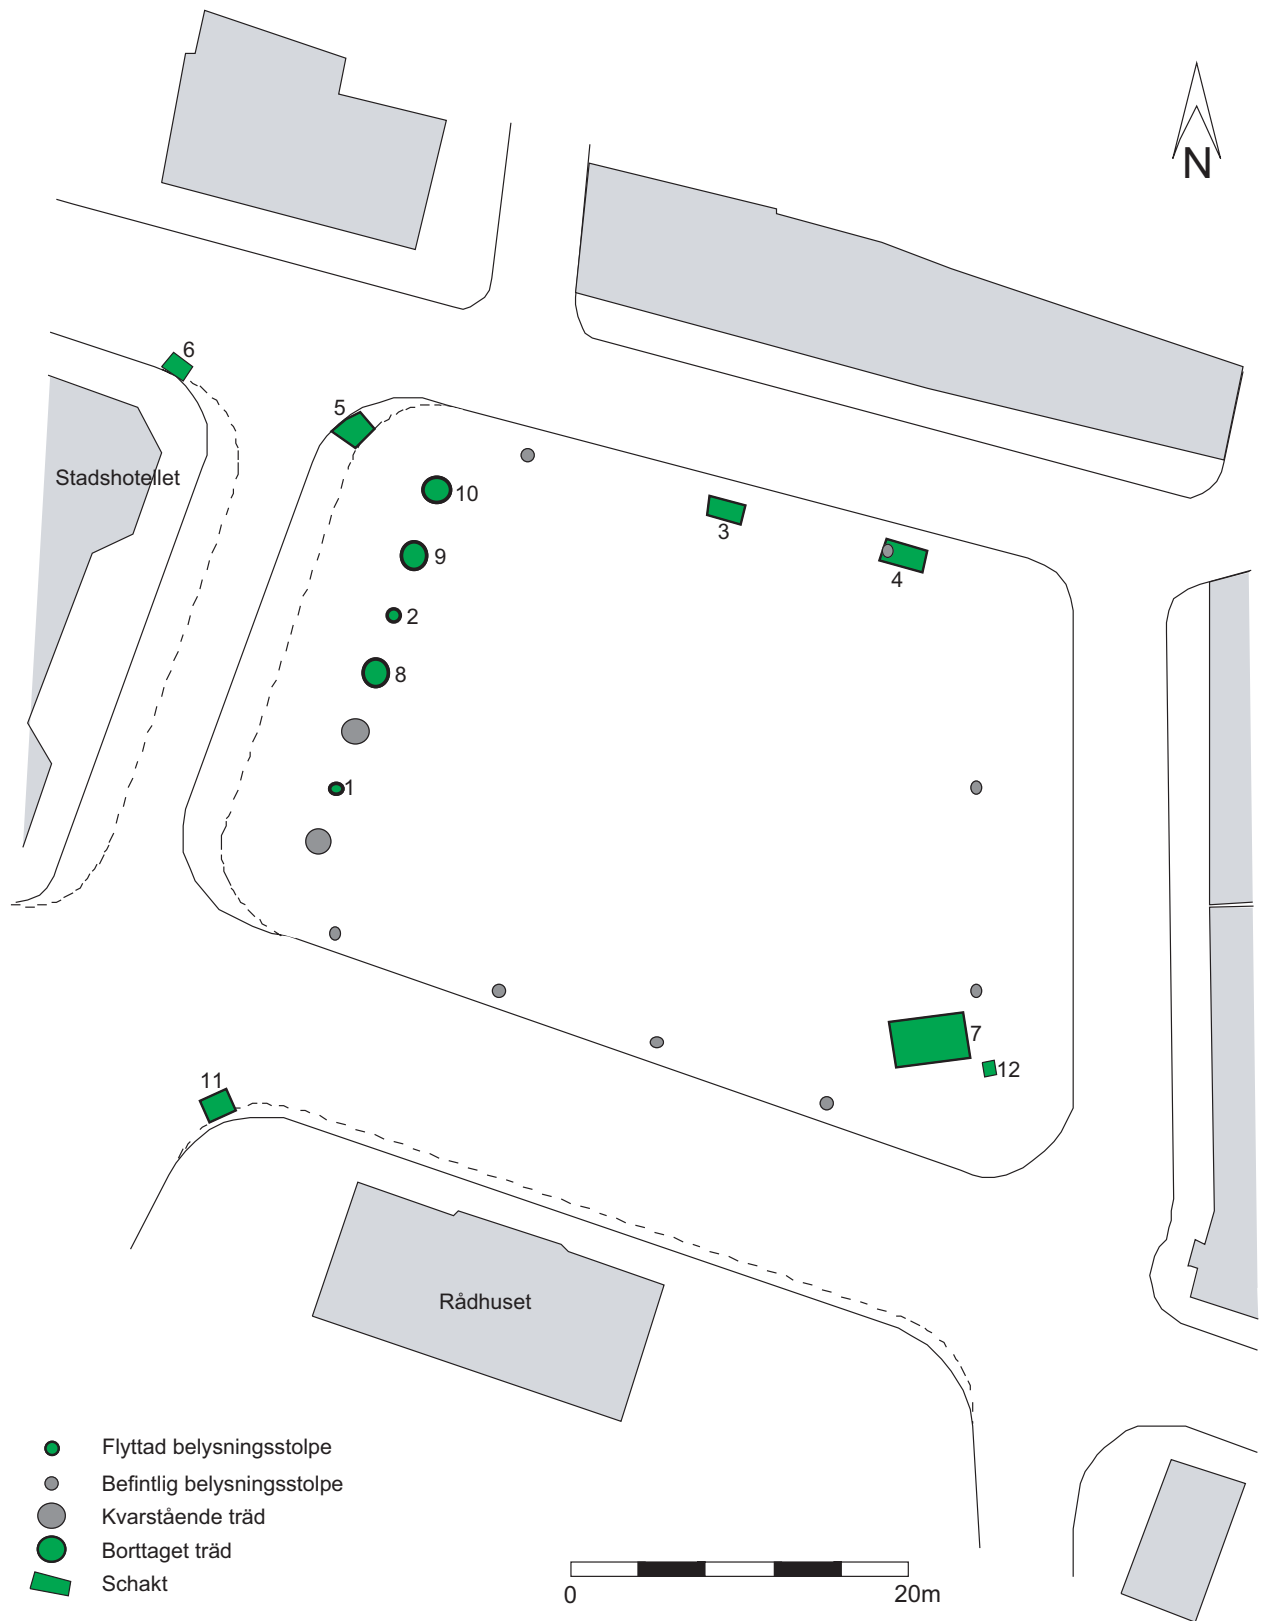 N
6
5
Stadshotellet
10
3
9
4
2
8
1
7
12
11
Rådhuset
Flyttad belysningsstolpe
Befintlig belysningsstolpe
Kvarstående träd
Borttaget träd
Schakt
0 20m